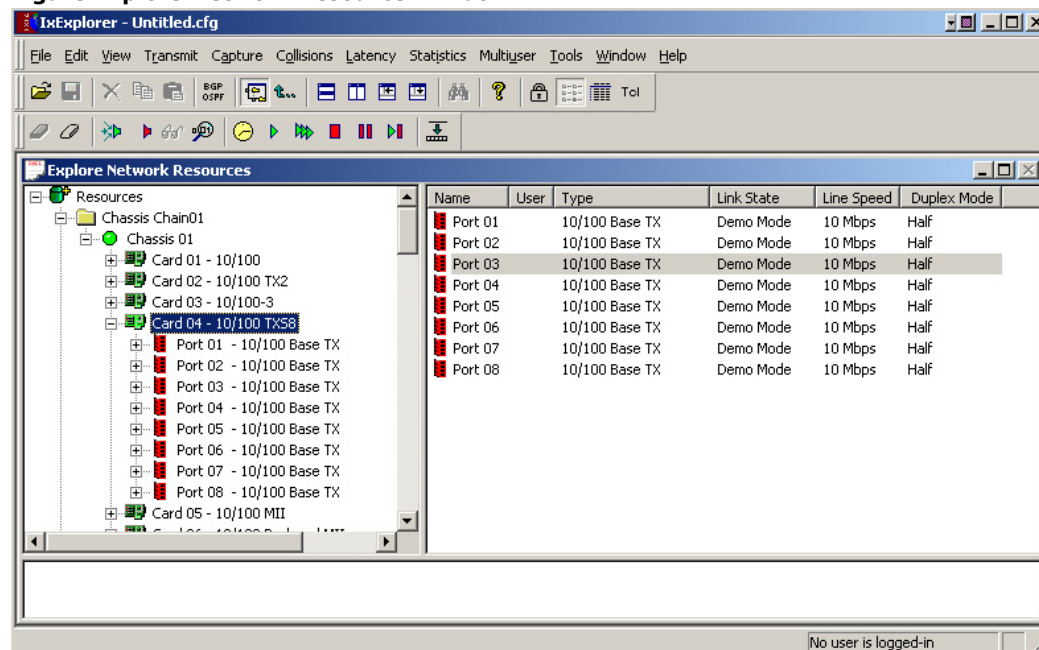 IxExplorer - Untitled.cfg
File Edit View Transmit Capture Collisions Latency Statistics Multiuser Tools Window Help
BGP
OSPF
Tcl
Explore Network Resources
Resources
Chassis Chain01
Chassis 01
Card 01 - 10/100
Card 02 - 10/100 TX2
Card 03 - 10/100-3
Card 04 - 10/100 TXS8
Port 01 - 10/100 Base TX
Port 02 - 10/100 Base TX
Port 03 - 10/100 Base TX
Port 04 - 10/100 Base TX
Port 05 - 10/100 Base TX
Port 06 - 10/100 Base TX
Port 07 - 10/100 Base TX
Port 08 - 10/100 Base TX
Card 05 - 10/100 MII
Name User Type Link State Line Speed Duplex Mode
Port 01 10/100 Base TX Demo Mode 10 Mbps Half
Port 02 10/100 Base TX Demo Mode 10 Mbps Half
Port 03 10/100 Base TX Demo Mode 10 Mbps Half
Port 04 10/100 Base TX Demo Mode 10 Mbps Half
Port 05 10/100 Base TX Demo Mode 10 Mbps Half
Port 06 10/100 Base TX Demo Mode 10 Mbps Half
Port 07 10/100 Base TX Demo Mode 10 Mbps Half
Port 08 10/100 Base TX Demo Mode 10 Mbps Half
No user is logged-in